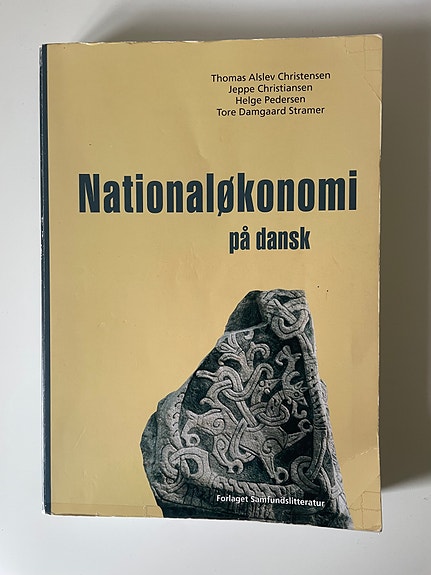 Thomas Alslev Christensen
Jeppe Christiansen
Helge Pedersen
Tore Damgaard Stramer
Nationaløkonomi
på dansk
Forlaget Samfundslitteratur